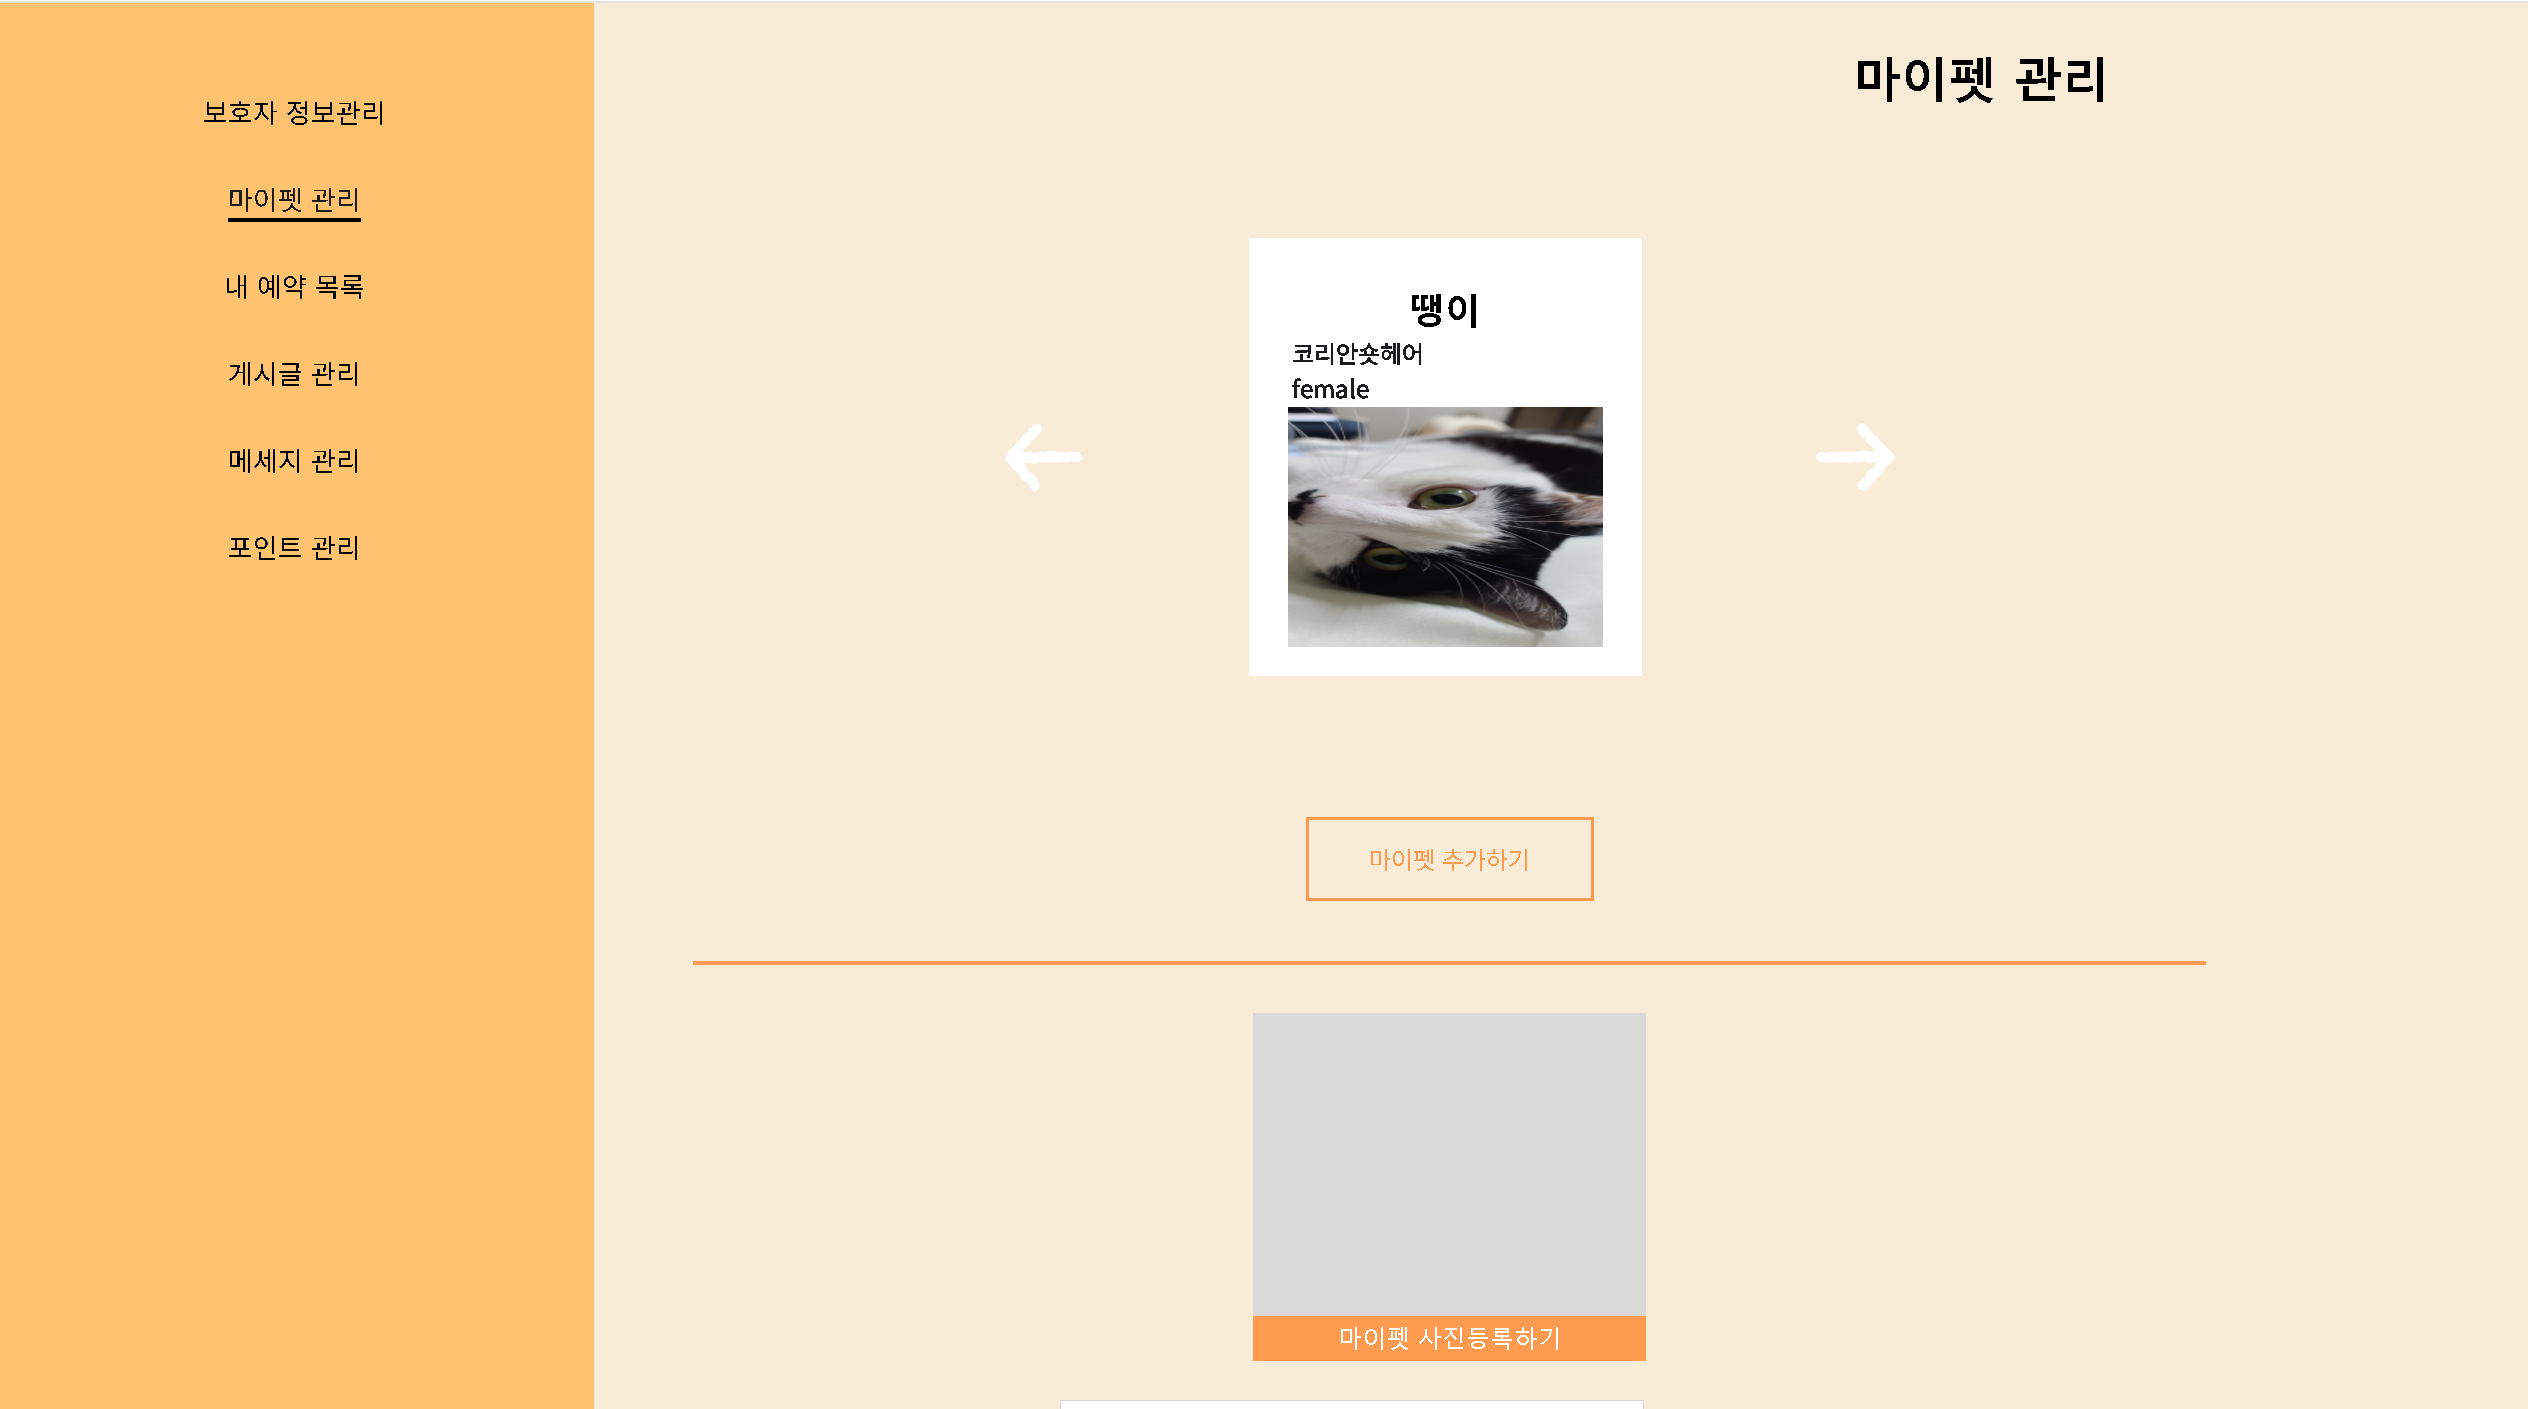 보호자 정보관리
마이펫 관리
내 예약 목록
게시글 관리
메세지 관리
포인트 관리
마이펫 관리
땡이
코리안숏헤어
female
마이펫 추가하기
마이펫 사진등록하기